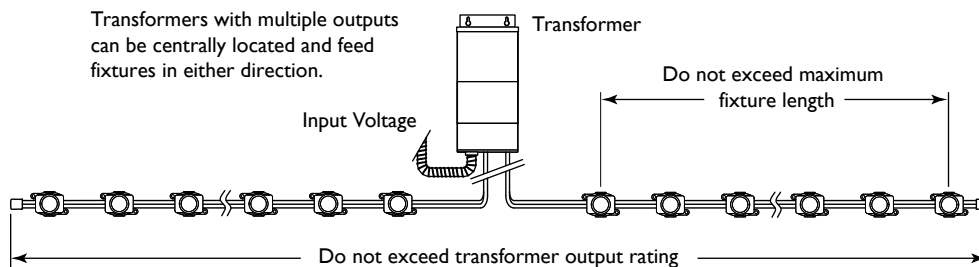 Transformers with multiple outputs
can be centrally located and feed
fixtures in either direction.
Transformer
Do not exceed maximum
fixture length
Input Voltage
Do not exceed transformer output rating